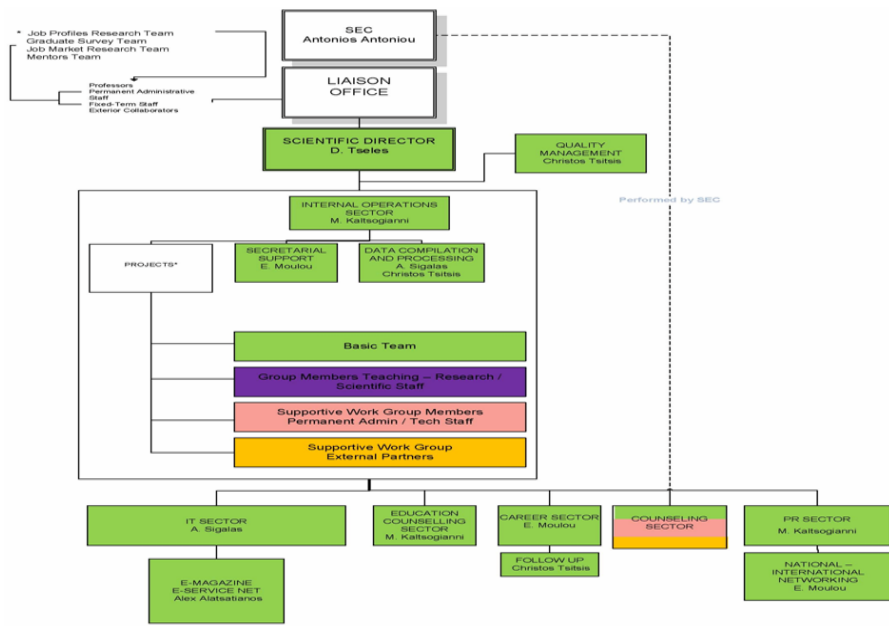 SEC
Antonios Antoniou
* Job Profiles Research Team
Graduate Survey Team
Job Market Research Team
Mentors Team
Professors
Permanent Administrative
Staff
Fixed-Term Staff
Exterior Collaborators
LIAISON
OFFICE
SCIENTIFIC DIRECTOR
D. Tseles
QUALITY
MANAGEMENT
Christos Tsitsis
Performed by SEC
INTERNAL OPERATIONS
SECTOR
M. Kaltsogianni
PROJECTS*
SECRETARIAL
SUPPORT
E. Moulou
DATA COMPILATION
AND PROCESSING
A. Sigalas
Christos Tsitsis
Basic Team
Group Members Teaching – Research /
Scientific Staff
Supportive Work Group Members
Permanent Admin / Tech Staff
Supportive Work Group
External Partners
IT SECTOR
A. Sigalas
EDUCATION
COUNSELLING
SECTOR
M. Kaltsogianni
CAREER SECTOR
E. Moulou
COUNSELING
SECTOR
PR SECTOR
M. Kaltsogianni
E-MAGAZINE
E-SERVICE NET
Alex Alatsatianos
FOLLOW UP
Christos Tsitsis
NATIONAL –
INTERNATIONAL
NETWORKING
E. Moulou